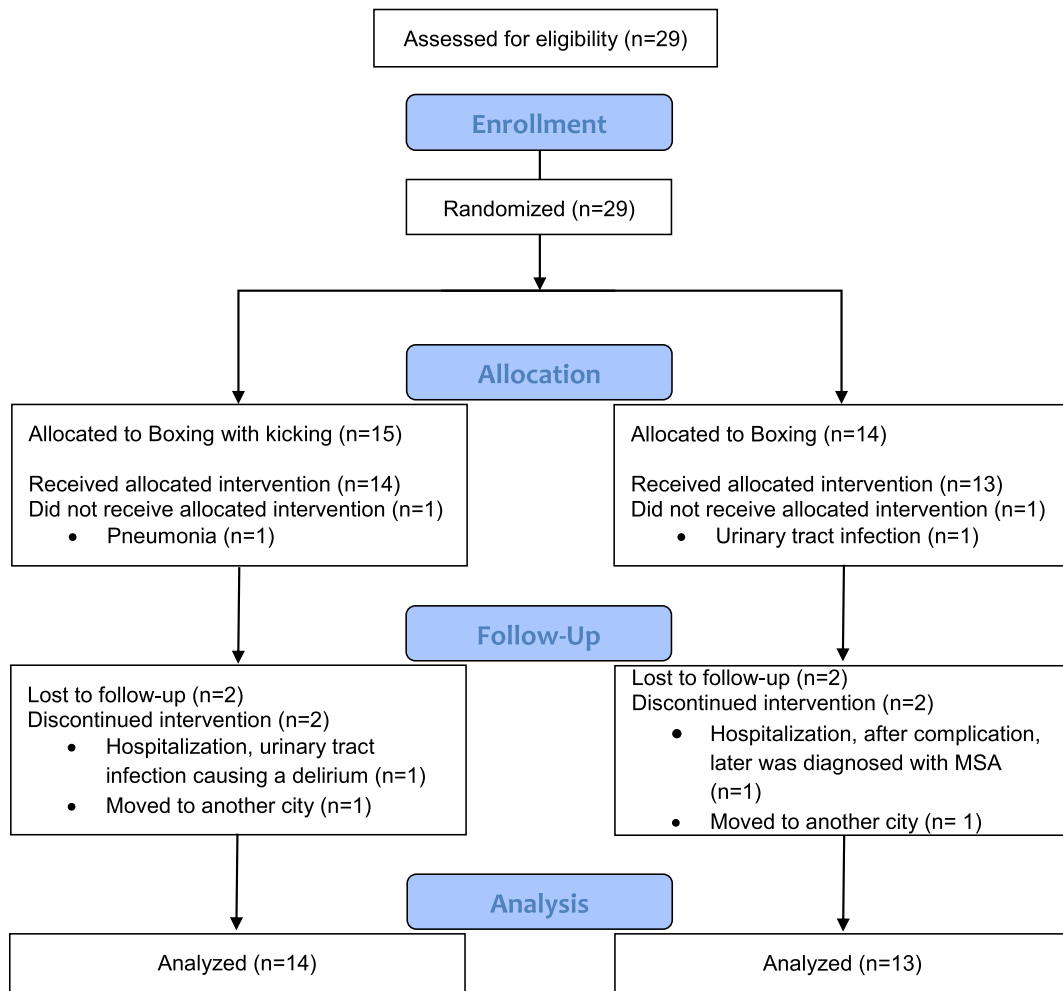 Assessed for eligibility (n=29)
Enrollment
Randomized (n=29)
Allocation
Allocated to Boxing with kicking (n=15)
Received allocated intervention (n=14)
Did not receive allocated intervention (n=1)
• Pneumonia (n=1)
Allocated to Boxing (n=14)
Received allocated intervention (n=13)
Did not receive allocated intervention (n=1)
• Urinary tract infection (n=1)
Follow-Up
Lost to follow-up (n=2)
Discontinued intervention (n=2)
• Hospitalization, urinary tract
infection causing a delirium (n=1)
• Moved to another city (n=1)
Lost to follow-up (n=2)
Discontinued intervention (n=2)
• Hospitalization, after complication,
later was diagnosed with MSA
(n=1)
• Moved to another city (n= 1)
Analysis
Analyzed (n=14)
Analyzed (n=13)